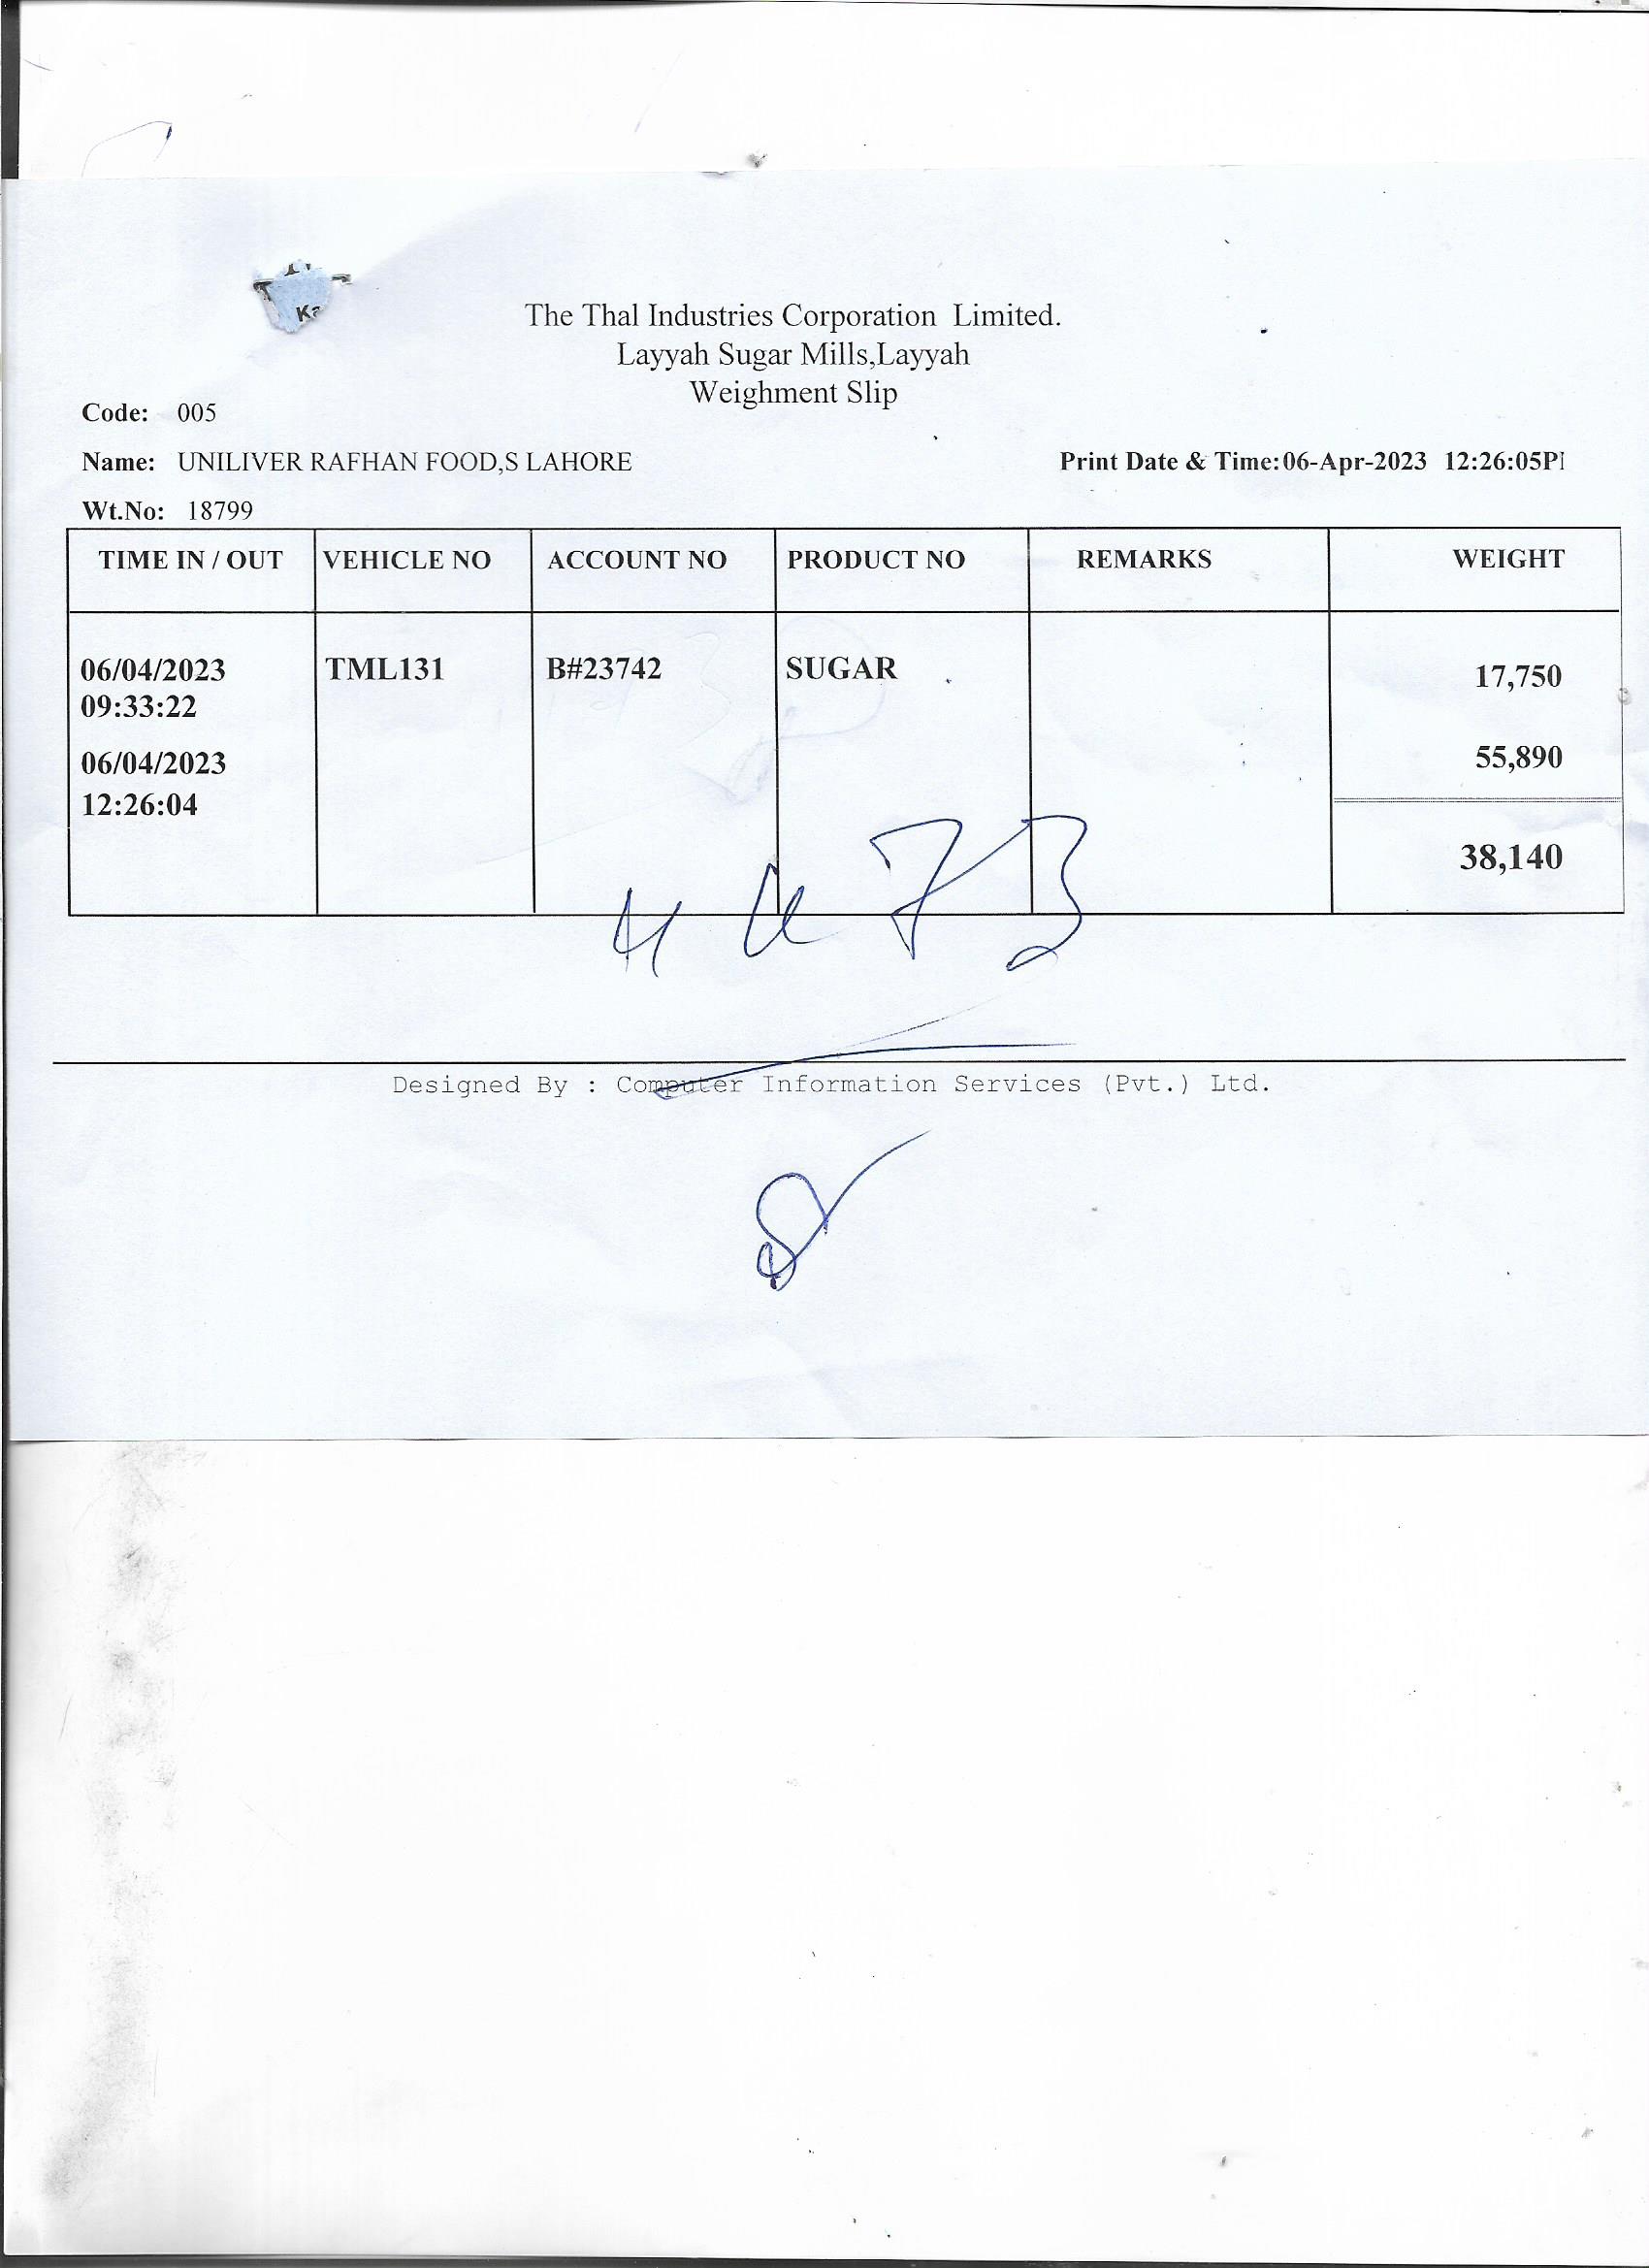 The Thal Industries Corporation Limited.
Layyah Sugar Mills,Layyah
Weighment Slip
Code: 005
Name: UNILIVER RAFHAN FOOD,S LAHORE
Print Date & Time:06-Apr-2023 12:26:05P
Wt.No: 18799
TIME IN / OUT VEHICLE NO ACCOUNT NO PRODUCT NO REMARKS WEIGHT
06/04/2023 TML131 B#23742 SUGAR 17,750
09:33:22
06/04/2023 55,890
12:26:04
38,140
73
Designed By : Computer Information Services (Pvt.) Ltd.